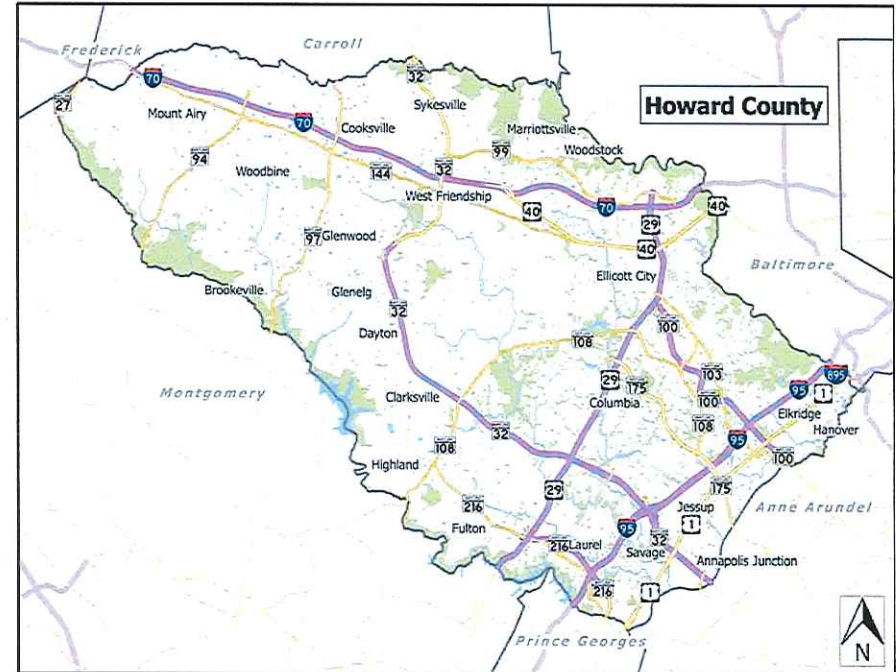 Frederick
Carroll
70
32
27
Howard County
Mount Airy
Sykesville
70
Cooksville
Marriottsville
94
99
Woodstock
Woodbine
144
32
West Friendship
40
70
40
29
97
Glenwood
40
Baltimore
Ellicott City
Brookeville
Glenelg
32
100
Dayton
108
103
895
29
175
95
1
Montgomery
Clarksville
Columbia
100
Elkridge
108
Hanover
32
95
108
100
Highland
29
175
216
Jessup
Anne Arundel
Fulton
95
1
216
Laurel
Savage
32
Annapolis Junction
216
1
Prince Georges
N